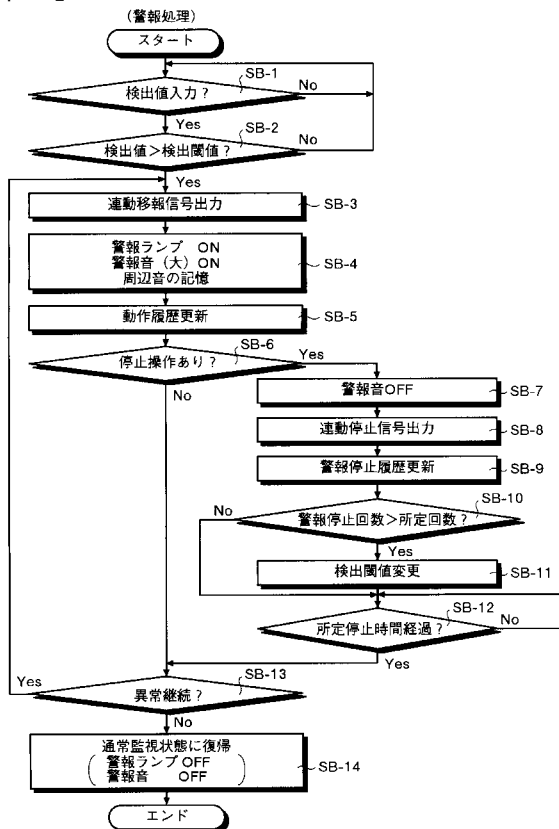 (警報処理)
スタート
SB-1
検出値入力?
No
Yes
SB-2
検出値>検出閾値?
No
Yes
連動移報信号出力
SB-3
警報ランプ ON
警報音(大)ON
周辺音の記憶
SB-4
動作履歴更新
SB-5
SB-6
停止操作あり?
Yes
No
警報音OFF
SB-7
連動停止信号出力
SB-8
警報停止履歴更新
SB-9
SB-10
No
警報停止回数>所定回数?
Yes
検出閾値変更
SB-11
SB-12
所定停止時間経過?
No
Yes
SB-13
Yes
異常継続?
No
通常監視状態に復帰
(警報ランプ OFF
警報音 OFF)
SB-14
エンド